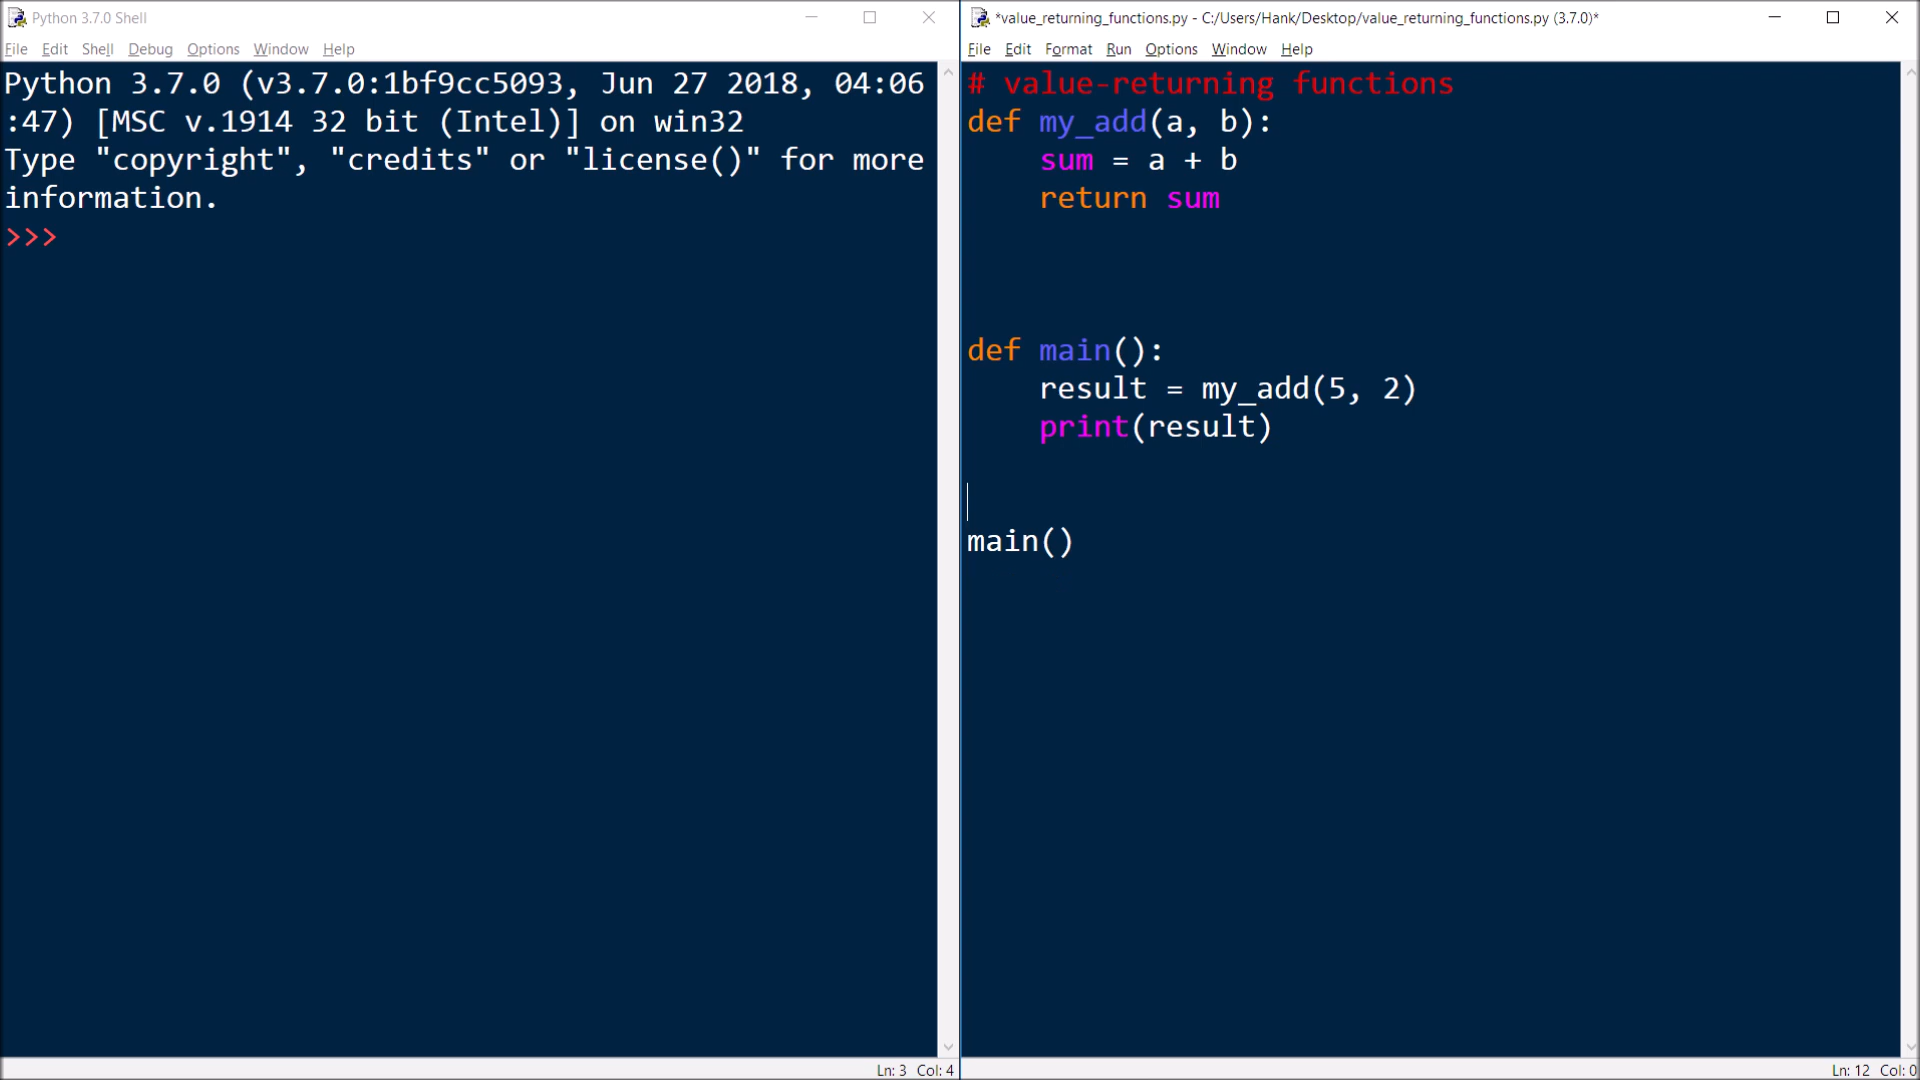 Python 3.7.0 Shell
File Edit Shell Debug Options Window Help
Python 3.7.0 (v3.7.0:1bf9cc5093, Jun 27 2018, 04:06
:47) [MSC v.1914 32 bit (Intel)] on win32
Type "copyright", "credits" or "license()" for more
information.
>>>
Ln: 3 Col: 4
*value_returning_functions.py - C:/Users/Hank/Desktop/value_returning_functions.py (3.7.0)*
File Edit Format Run Options Window Help
# value-returning functions
def my_add(a, b):
    sum = a + b
    return sum
def main():
    result = my_add(5, 2)
    print(result)
main()
Ln: 12 Col: 0